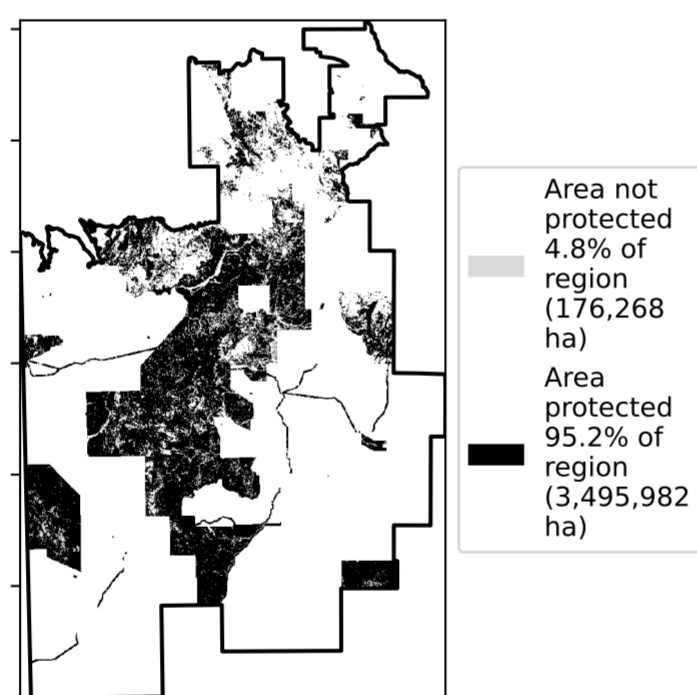 Area not
protected
4.8% of
region
(176,268
ha)
Area
protected
95.2% of
region
(3,495,982
ha)